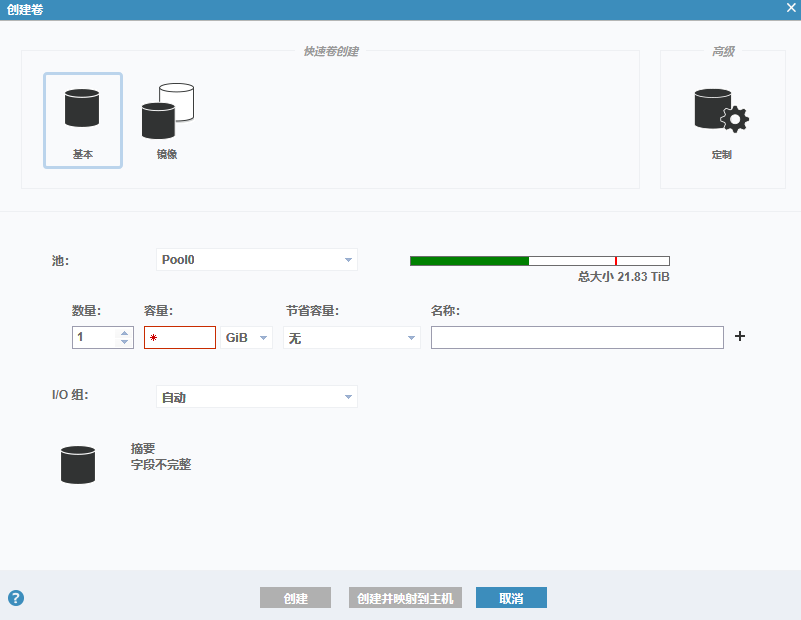 创建卷
快速卷创建
高级
基本
镜像
定制
池:
Pool0
总大小 21.83 TiB
数量:
容量:
节省容量:
名称:
1
*
GiB
无
+
I/O 组:
自动
摘要
字段不完整
?
创建
创建并映射到主机
取消